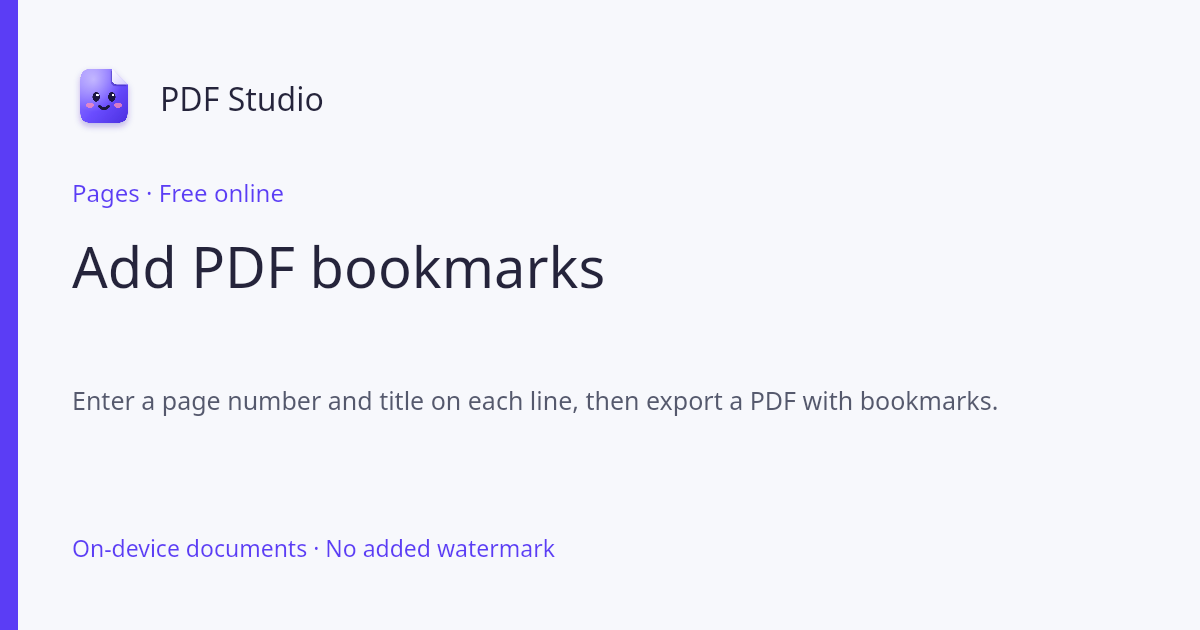 PDF Studio
Pages · Free online
Add PDF bookmarks
Enter a page number and title on each line, then export a PDF with bookmarks.
On-device documents · No added watermark